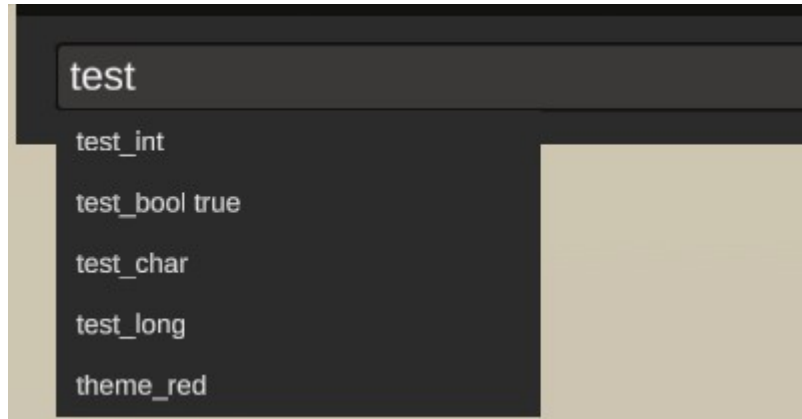 test
test_int
test_bool true
test_char
test_long
theme_red